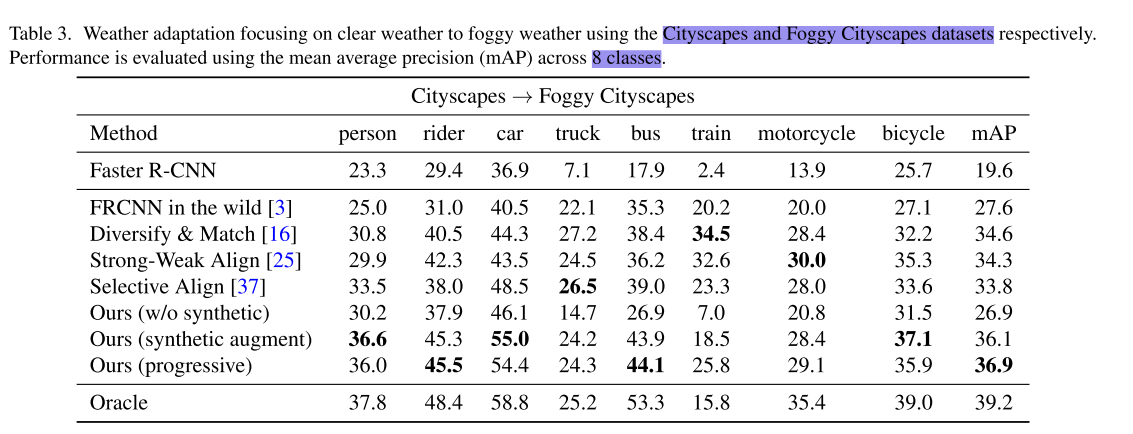 Table 3. Weather adaptation focusing on clear weather to foggy weather using the Cityscapes and Foggy Cityscapes datasets respectively.
Performance is evaluated using the mean average precision (mAP) across 8 classes.
Cityscapes → Foggy Cityscapes
Method person rider car truck bus train motorcycle bicycle mAP
Faster R-CNN 23.3 29.4 36.9 7.1 17.9 2.4 13.9 25.7 19.6
FRCNN in the wild [3] 25.0 31.0 40.5 22.1 35.3 20.2 20.0 27.1 27.6
Diversify & Match [16] 30.8 40.5 44.3 27.2 38.4 34.5 28.4 32.2 34.6
Strong-Weak Align [25] 29.9 42.3 43.5 24.5 36.2 32.6 30.0 35.3 34.3
Selective Align [37] 33.5 38.0 48.5 26.5 39.0 23.3 28.0 33.6 33.8
Ours (w/o synthetic) 30.2 37.9 46.1 14.7 26.9 7.0 20.8 31.5 26.9
Ours (synthetic augment) 36.6 45.3 55.0 24.2 43.9 18.5 28.4 37.1 36.1
Ours (progressive) 36.0 45.5 54.4 24.3 44.1 25.8 29.1 35.9 36.9
Oracle 37.8 48.4 58.8 25.2 53.3 15.8 35.4 39.0 39.2